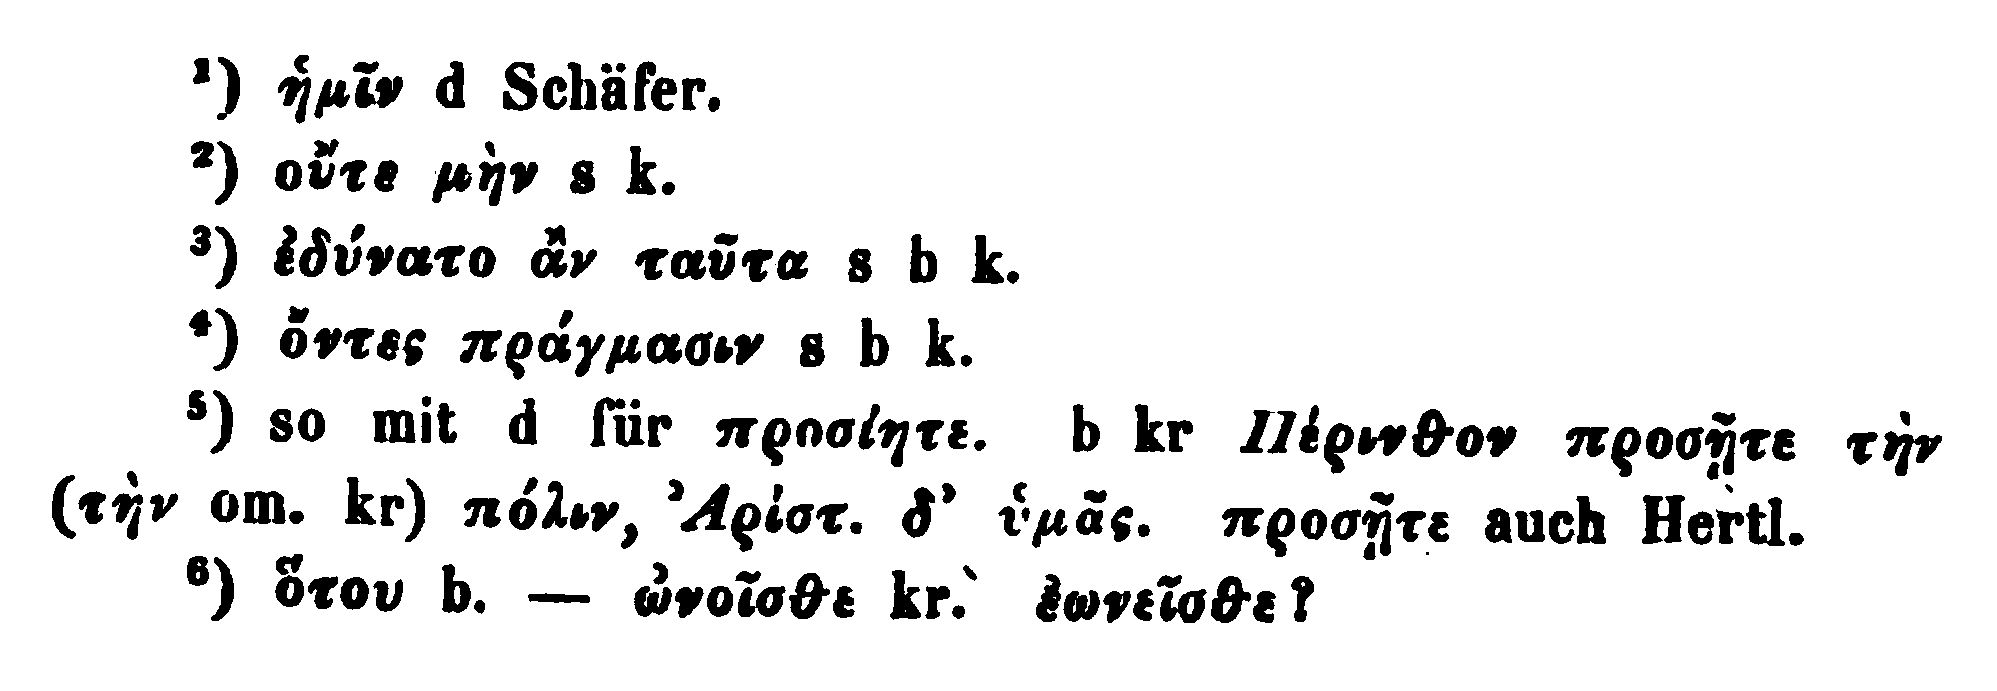 ¹) ἡμῖν d Schäfer.
²) οὔτε μὴν s k.
³) ἐδύνατο ἂν ταῦτα s b k.
⁴) ὄντες πράγμασιν s b k.
⁵) so mit d für προσίητε. b kr Πέρινθον προσῇτε τὴν
(τὴν om. kr) πόλιν, Ἀρίστ. δ’ ὑμᾶς. προσῇτε auch Hertl.
⁶) ὅτου b. — ὠνοῖσθε kr. ἐωνεῖσθε?